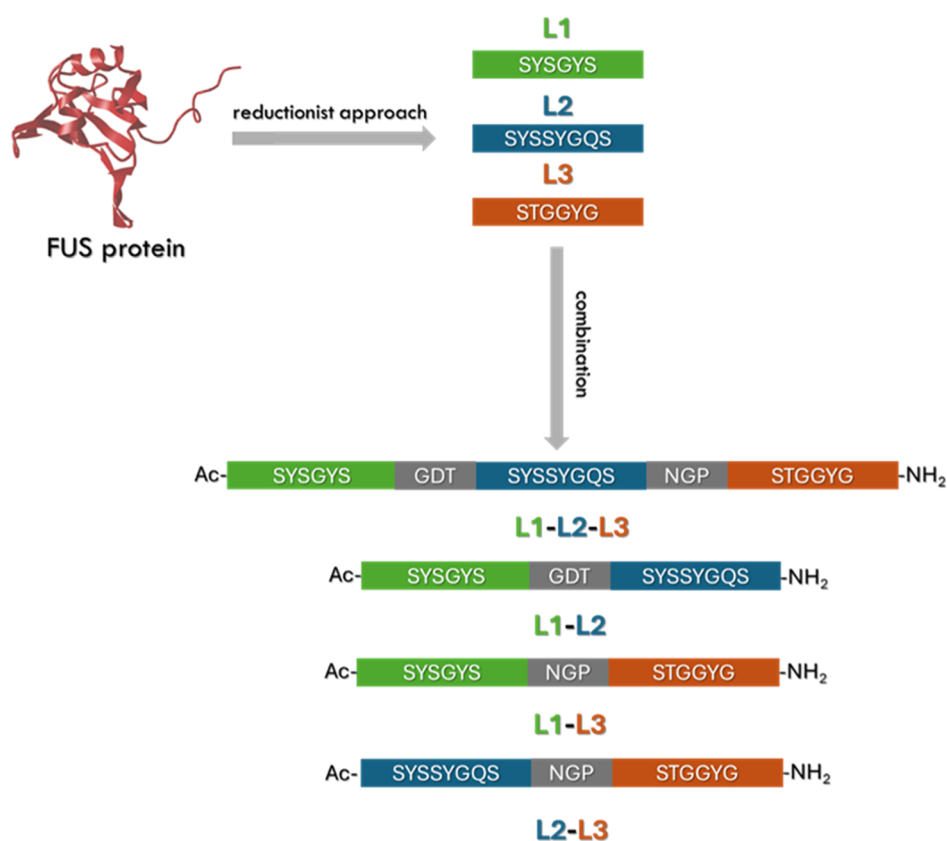 L1
SYSGYS
reductionist approach
L2
SYSSYGQS
L3
STGGYG
FUS protein
combination
Ac- SYSGYS GDT SYSSYGQS NGP STGGYG -NH₂
L1-L2-L3
Ac- SYSGYS GDT SYSSYGQS -NH₂
L1-L2
Ac- SYSGYS NGP STGGYG -NH₂
L1-L3
Ac- SYSSYGQS NGP STGGYG -NH₂
L2-L3